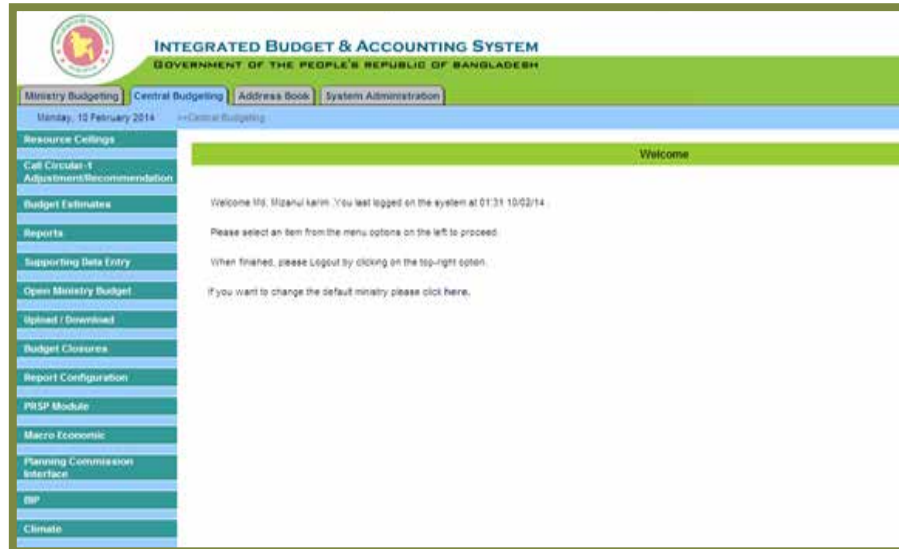 INTEGRATED BUDGET & ACCOUNTING SYSTEM
GOVERNMENT OF THE PEOPLE'S REPUBLIC OF BANGLADESH
Ministry Budgeting Central Budgeting Address Book System Administration
Monday, 10 February 2014 >>Central Budgeting
Resource Ceilings
Welcome
Call Circular-1
Adjustment/Recommendation
Budget Estimates
Welcome Md. Mizanul karim .You last logged on the system at 01:31 10/02/14
Reports
Please select an item from the menu options on the left to proceed.
Supporting Data Entry
When finished, please Logout by clicking on the top-right option.
Open Ministry Budget
If you want to change the default ministry please click here.
Upload / Download
Budget Closures
Report Configuration
PRSP Module
Macro Economic
Planning Commission
Interface
BIP
Climate